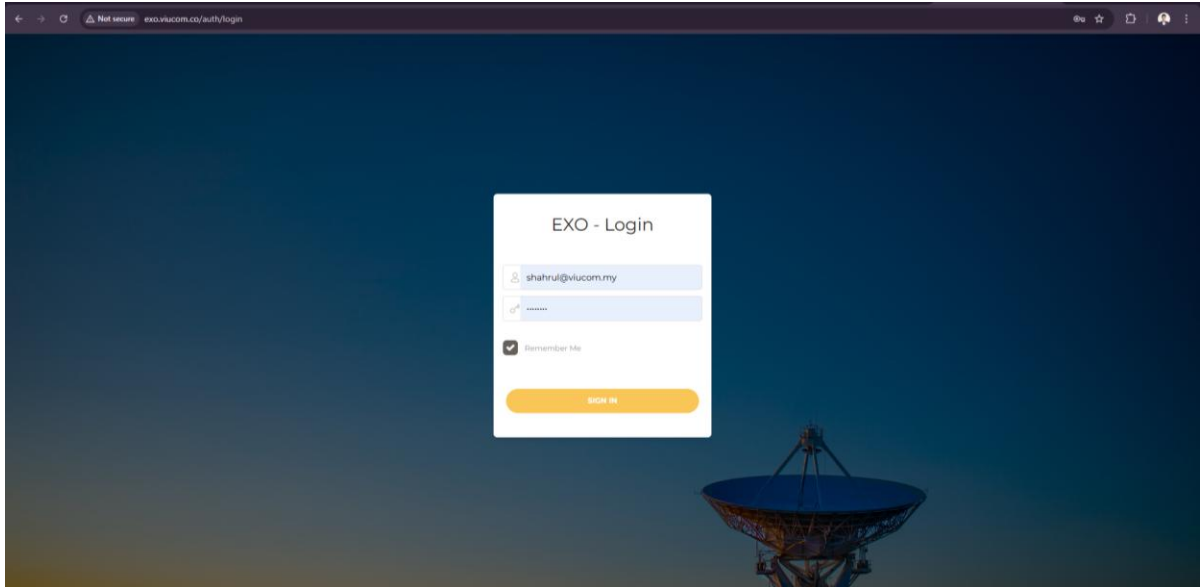 Not secure exo.viucom.co/auth/login
EXO - Login
shahrul@viucom.my
••••••••
Remember Me
SIGN IN